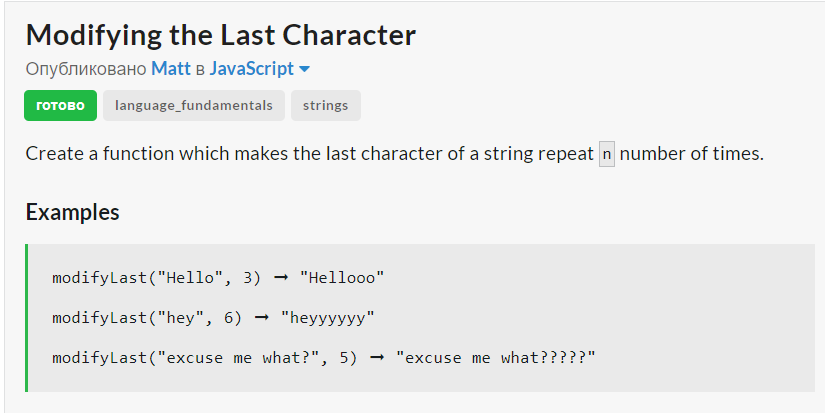 Modifying the Last Character
Опубликовано Matt в JavaScript
готово language_fundamentals strings
Create a function which makes the last character of a string repeat n number of times.
Examples
modifyLast("Hello", 3) ➞ "Hellooo"
modifyLast("hey", 6) ➞ "heyyyyyy"
modifyLast("excuse me what?", 5) ➞ "excuse me what?????"